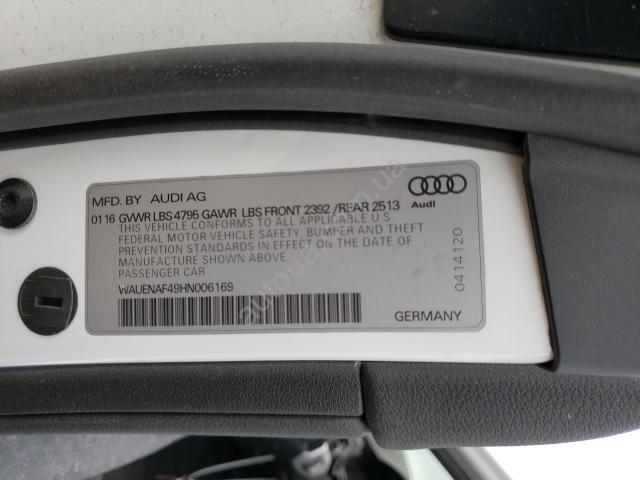 MFD. BY AUDI AG
Audi
01 16 GVWR LBS 4795 GAWR LBS FRONT 2392 /REAR 2513
THIS VEHICLE CONFORMS TO ALL APPLICABLE U.S
FEDERAL MOTOR VEHICLE SAFETY, BUMPER AND THEFT
PREVENTION STANDARDS IN EFFECT ON THE DATE OF
MANUFACTURE SHOWN ABOVE
PASSENGER CAR
WAUENAF49HN006169
0414120
GERMANY